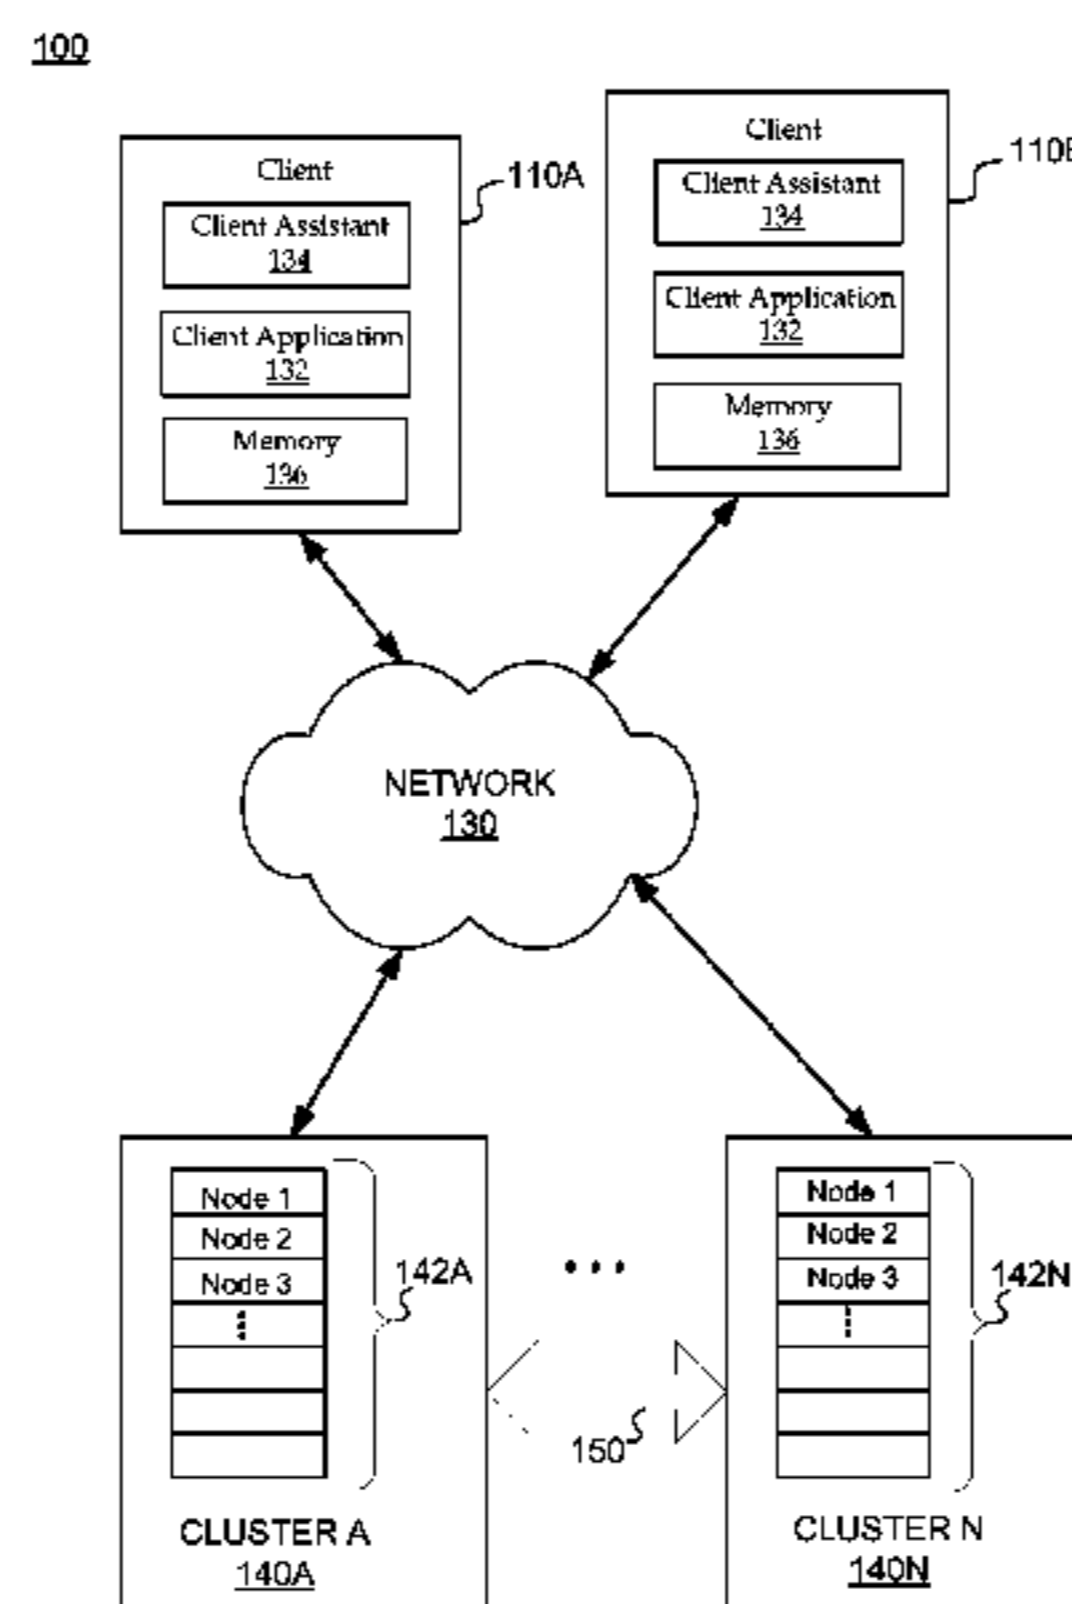 100
Client
110A
Client Assistant
134
Client Application
132
Memory
136
Client
110B
Client Assistant
134
Client Application
132
Memory
136
NETWORK
130
Node 1
Node 2
Node 3
142A
CLUSTER A
140A
...
150
Node 1
Node 2
Node 3
142N
CLUSTER N
140N